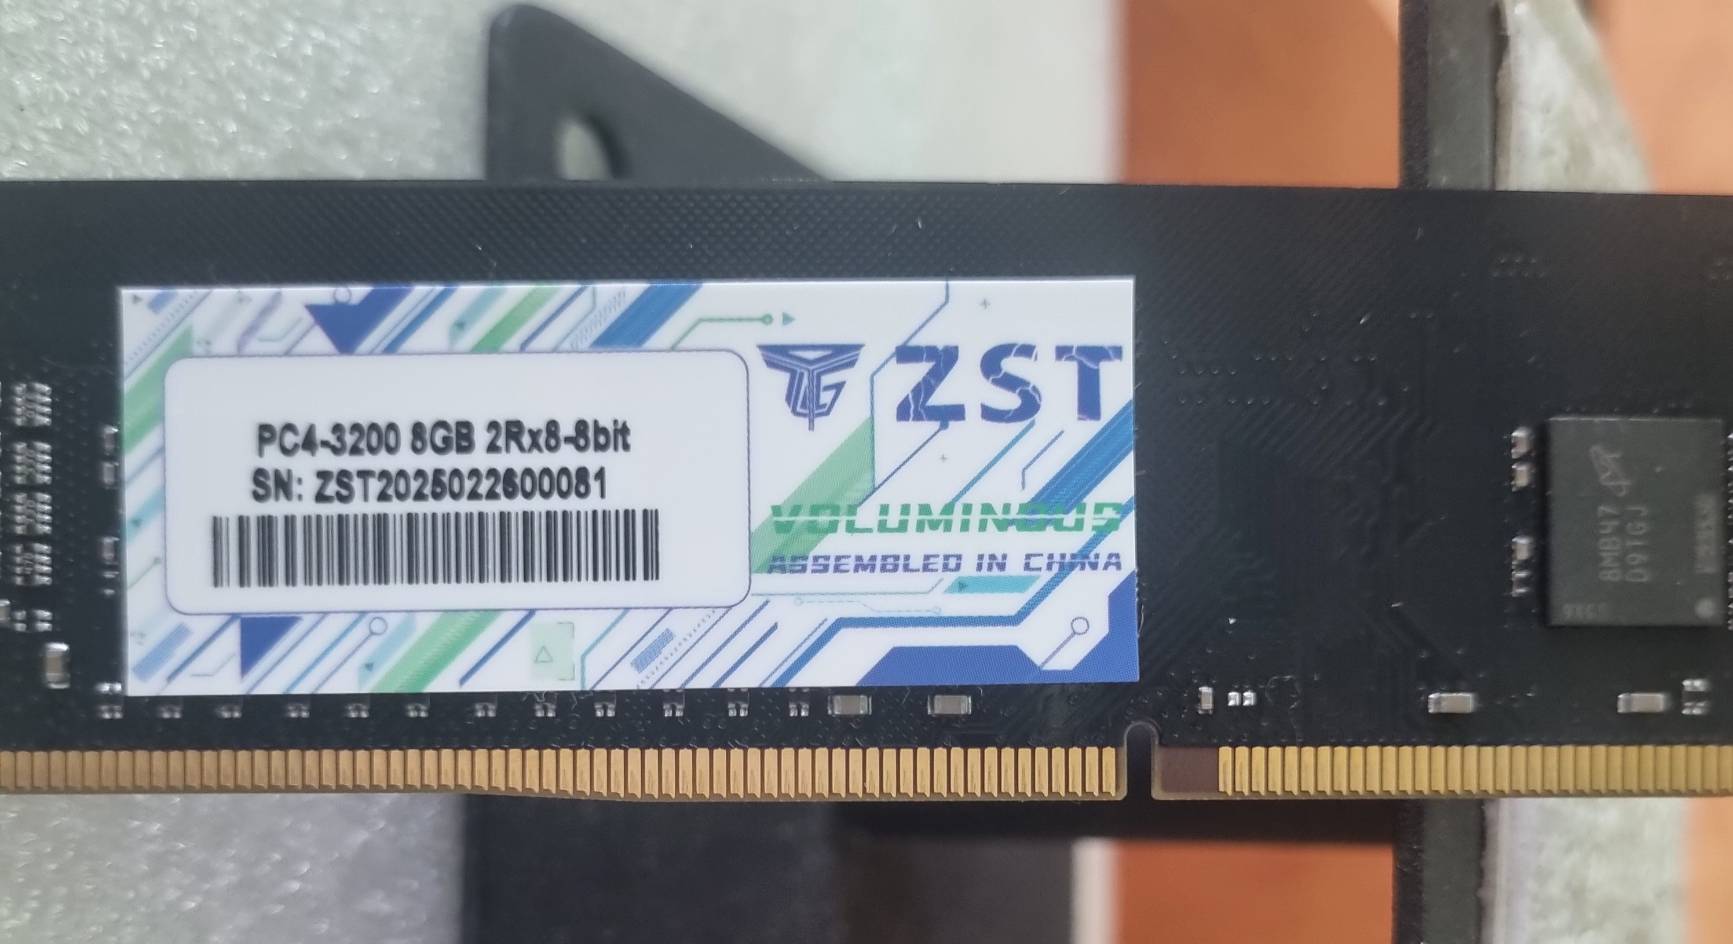 PC4-3200 8GB 2Rx8-8bit
SN: ZST2025022600081
ZST
VOLUMINOUS
ASSEMBLED IN CHINA
8MB47
D9TGJ